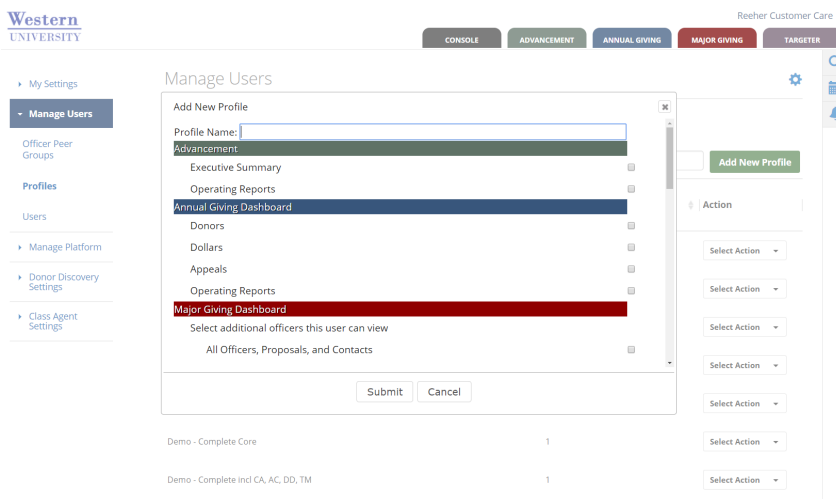 Western
UNIVERSITY
Reeher Customer Care
CONSOLE
ADVANCEMENT
ANNUAL GIVING
MAJOR GIVING
TARGETER
My Settings
Manage Users
Officer Peer
Groups
Profiles
Users
Manage Platform
Donor Discovery
Settings
Class Agent
Settings
Manage Users
Add New Profile
Profile Name:
Advancement
Executive Summary
Operating Reports
Annual Giving Dashboard
Donors
Dollars
Appeals
Operating Reports
Major Giving Dashboard
Select additional officers this user can view
All Officers, Proposals, and Contacts
Submit
Cancel
Add New Profile
Action
Select Action
Select Action
Select Action
Select Action
Select Action
Demo - Complete Core 1 Select Action
Demo - Complete incl CA, AC, DD, TM 1 Select Action